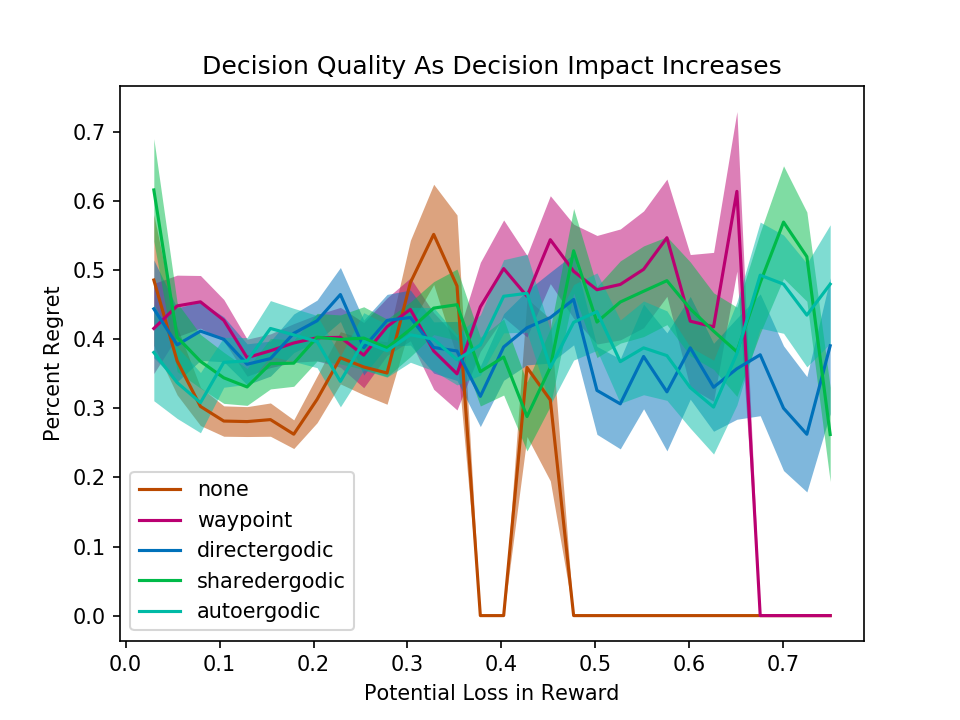 Decision Quality As Decision Impact Increases
Percent Regret
0.7
0.6
0.5
0.4
0.3
0.2
0.1
0.0
none
waypoint
directergodic
sharedergodic
autoergodic
0.0 0.1 0.2 0.3 0.4 0.5 0.6 0.7
Potential Loss in Reward